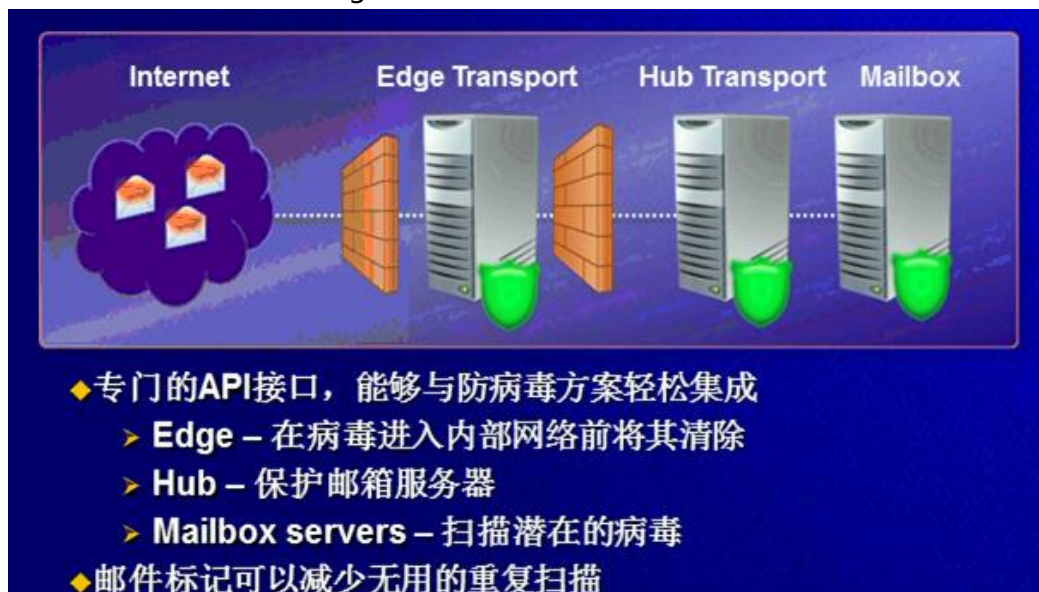 Internet Edge Transport Hub Transport Mailbox
◆专门的API接口，能够与防病毒方案轻松集成
➢ Edge – 在病毒进入内部网络前将其清除
➢ Hub – 保护邮箱服务器
➢ Mailbox servers – 扫描潜在的病毒
◆邮件标记可以减少无用的重复扫描